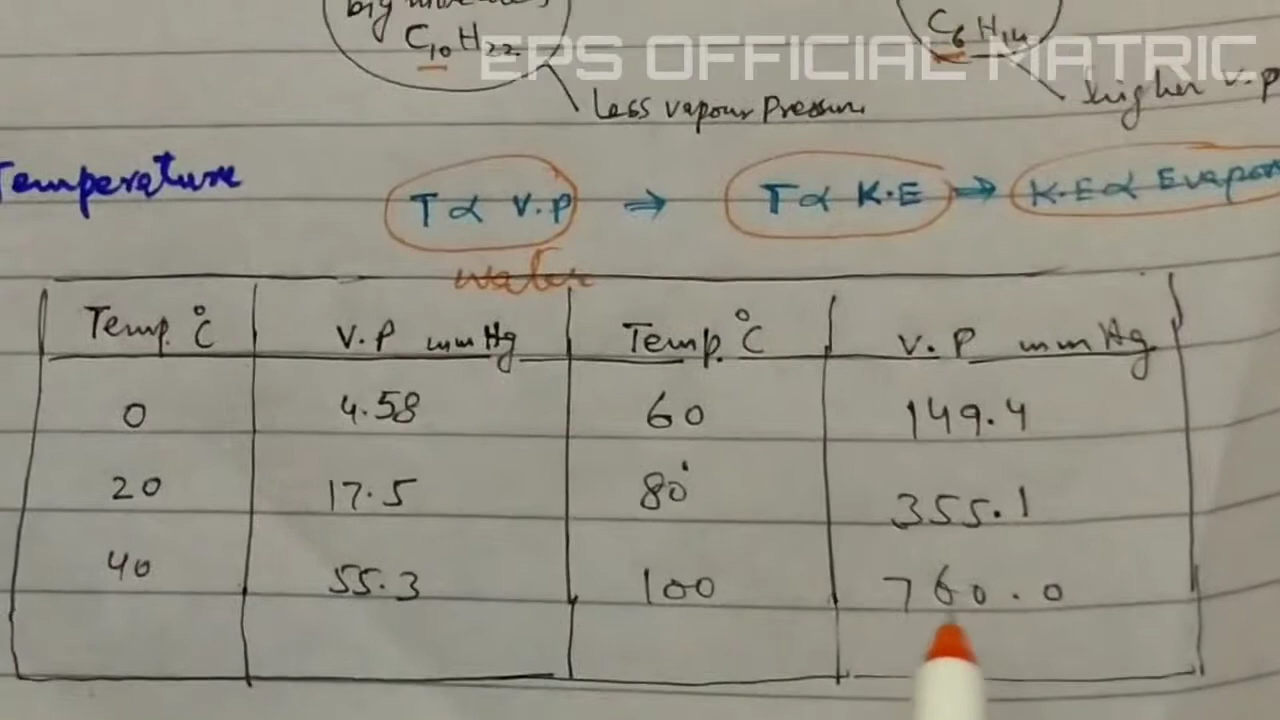 big
C10H22
C6H14
EPS OFFICIAL MATRIC
Less vapour Pressure
higher V.P
Temperature
T ∝ V.P ⇒ T ∝ K.E ⇒ K.E ∝ Evapor
water
Temp. °C V.P mmHg Temp. °C V.P mmHg
0 4.58 60 149.4
20 17.5 80° 355.1
40 55.3 100 760.0